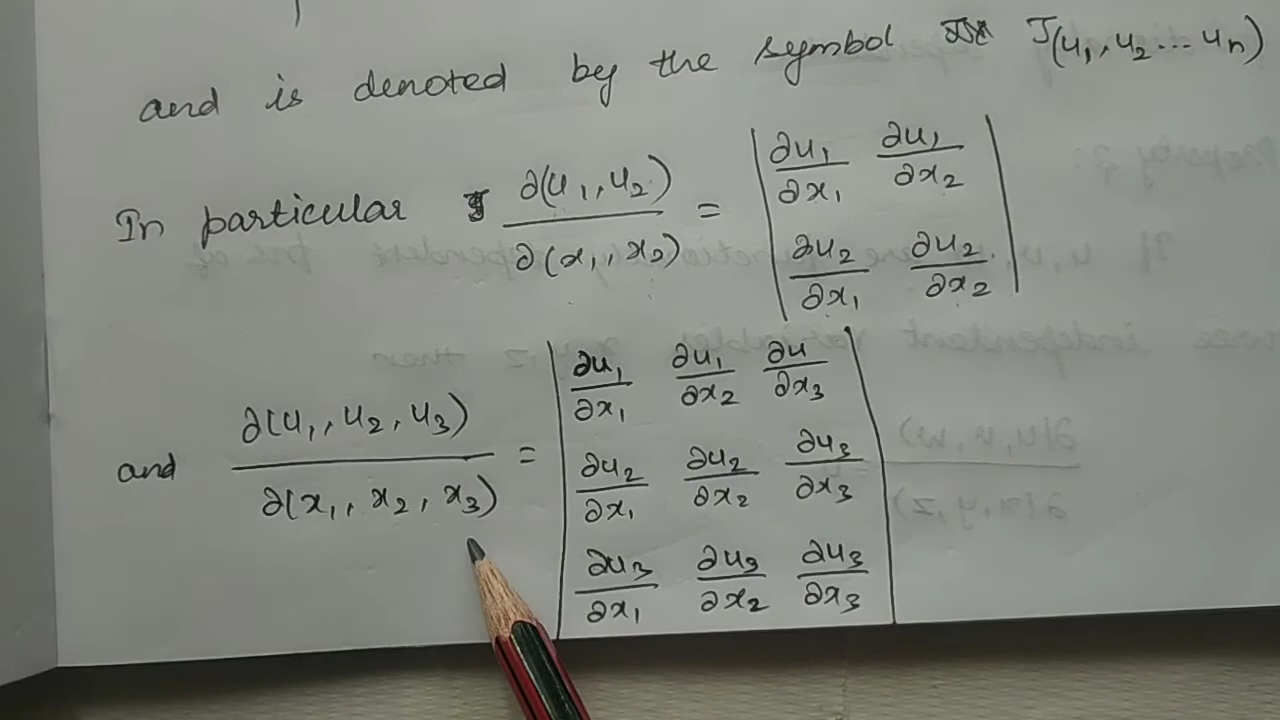 and is denoted by the symbol J(u₁, u₂ ... uₙ)
In particular ∂(u₁, u₂) / ∂(x₁, x₂) = | ∂u₁/∂x₁ ∂u₁/∂x₂ |
| ∂u₂/∂x₁ ∂u₂/∂x₂ |
and ∂(u₁, u₂, u₃) / ∂(x₁, x₂, x₃) = | ∂u₁/∂x₁ ∂u₁/∂x₂ ∂u/∂x₃ |
| ∂u₂/∂x₁ ∂u₂/∂x₂ ∂u₃/∂x₃ |
| ∂u₃/∂x₁ ∂u₃/∂x₂ ∂u₃/∂x₃ |